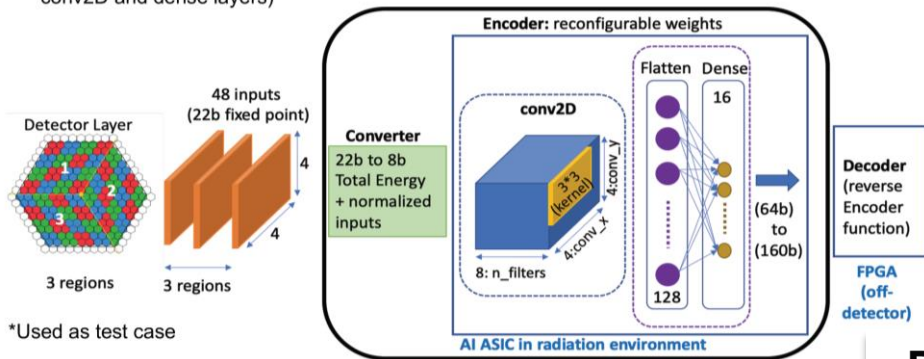 conv2D and dense layers)
Encoder: reconfigurable weights
48 inputs
(22b fixed point)
Detector Layer
1
2
3
3 regions
4
4
3 regions
Converter
22b to 8b
Total Energy
+ normalized
inputs
conv2D
3*3
(kernel)
4:conv_y
4:conv_x
8: n_filters
Flatten
128
Dense
16
(64b)
to
(160b)
Decoder
(reverse
Encoder
function)
FPGA
(off-
detector)
*Used as test case
AI ASIC in radiation environment